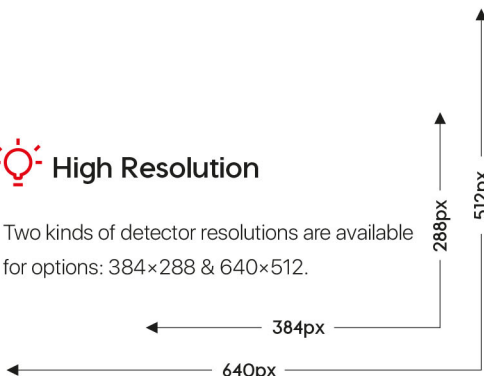 High Resolution
Two kinds of detector resolutions are available
for options: 384×288 & 640×512.
288px
512px
384px
640px